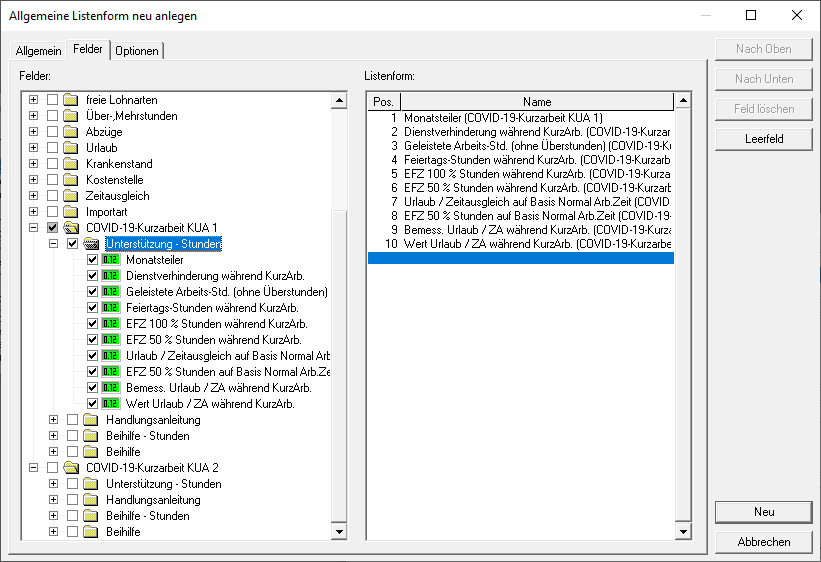 Allgemeine Listenform neu anlegen
Allgemein Felder Optionen
Felder:
freie Lohnarten
Über-,Mehrstunden
Abzüge
Urlaub
Krankenstand
Kostenstelle
Zeitausgleich
Importart
COVID-19-Kurzarbeit KUA 1
Unterstützung - Stunden
0.12 Monatsteiler
0.12 Dienstverhinderung während KurzArb.
0.12 Geleistete Arbeits-Std. (ohne Überstunden)
0.12 Feiertags-Stunden während KurzArb.
0.12 EFZ 100 % Stunden während KurzArb.
0.12 EFZ 50 % Stunden während KurzArb.
0.12 Urlaub / Zeitausgleich auf Basis Normal Arb
0.12 EFZ 50 % Stunden auf Basis Normal Arb.Ze
0.12 Bemess. Urlaub / ZA während KurzArb.
0.12 Wert Urlaub / ZA während KurzArb.
Handlungsanleitung
Beihilfe - Stunden
Beihilfe
COVID-19-Kurzarbeit KUA 2
Unterstützung - Stunden
Handlungsanleitung
Beihilfe - Stunden
Beihilfe
Listenform:
Pos. Name
1 Monatsteiler (COVID-19-Kurzarbeit KUA 1)
2 Dienstverhinderung während KurzArb. (COVID-19-Kurzar
3 Geleistete Arbeits-Std. (ohne Überstunden) (COVID-19-K
4 Feiertags-Stunden während KurzArb. (COVID-19-Kurzarb
5 EFZ 100 % Stunden während KurzArb. (COVID-19-Kurzar
6 EFZ 50 % Stunden während KurzArb. (COVID-19-Kurzarb
7 Urlaub / Zeitausgleich auf Basis Normal Arb.Zeit (COVID
8 EFZ 50 % Stunden auf Basis Normal Arb.Zeit (COVID-19
9 Bemess. Urlaub / ZA während KurzArb. (COVID-19-Kurz
10 Wert Urlaub / ZA während KurzArb. (COVID-19-Kurzarbe
Nach Oben
Nach Unten
Feld löschen
Leerfeld
Neu
Abbrechen